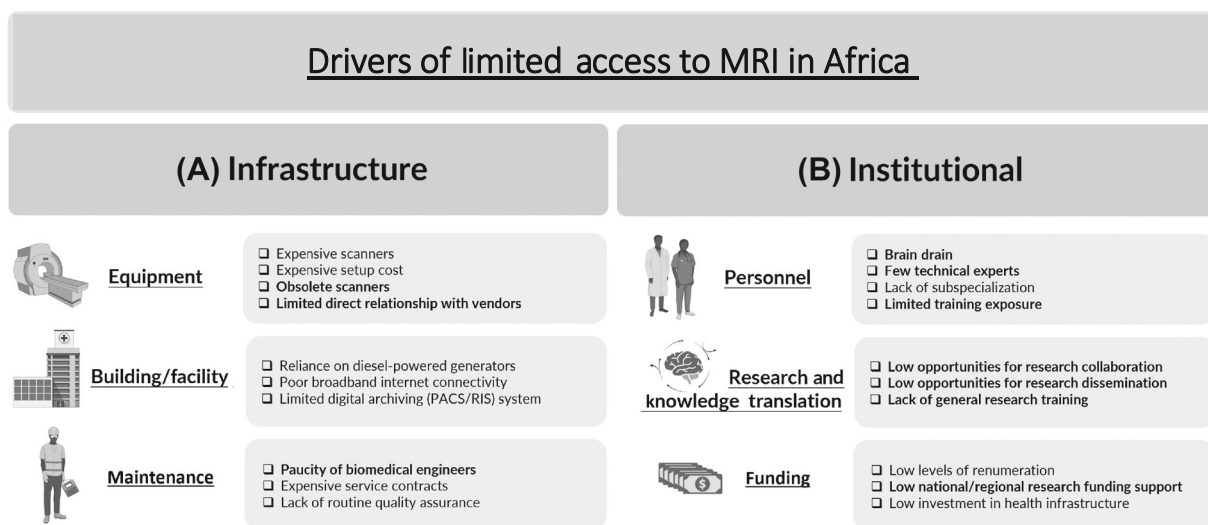 Drivers of limited access to MRI in Africa
(A) Infrastructure
Equipment
❑ Expensive scanners
❑ Expensive setup cost
❑ Obsolete scanners
❑ Limited direct relationship with vendors
Building/facility
❑ Reliance on diesel-powered generators
❑ Poor broadband internet connectivity
❑ Limited digital archiving (PACS/RIS) system
Maintenance
❑ Paucity of biomedical engineers
❑ Expensive service contracts
❑ Lack of routine quality assurance
(B) Institutional
Personnel
❑ Brain drain
❑ Few technical experts
❑ Lack of subspecialization
❑ Limited training exposure
Research and
knowledge translation
❑ Low opportunities for research collaboration
❑ Low opportunities for research dissemination
❑ Lack of general research training
Funding
❑ Low levels of renumeration
❑ Low national/regional research funding support
❑ Low investment in health infrastructure